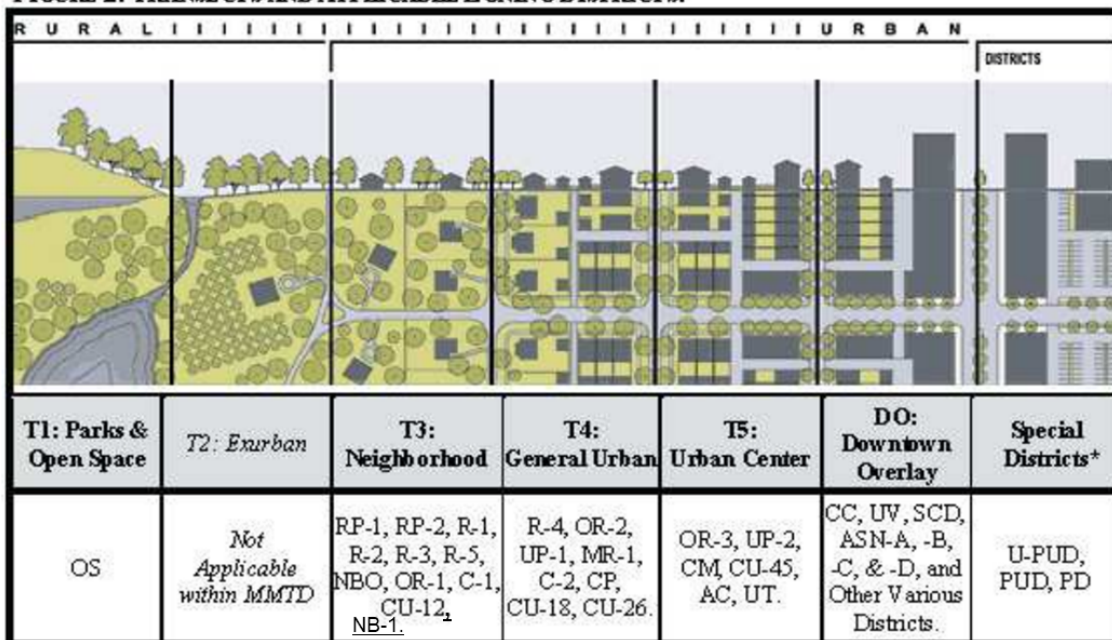 R U R A L I I I I I I I I I I I I I I I I I I I I I I I I I I I I I I U R B A N
DISTRICTS
T1: Parks &
Open Space
T2: Exurban
T3:
Neighborhood
T4:
General Urban
T5:
Urban Center
DO:
Downtown
Overlay
Special
Districts*
OS
Not
Applicable
within MMTD
RP-1, RP-2, R-1,
R-2, R-3, R-5,
NBO, OR-1, C-1,
CU-12,
NB-1.
R-4, OR-2,
UP-1, MR-1,
C-2, CP,
CU-18, CU-26.
OR-3, UP-2,
CM, CU-45,
AC, UT.
CC, UV, SCD,
ASN-A, -B,
-C, & -D, and
Other Various
Districts.
U-PUD,
PUD, PD